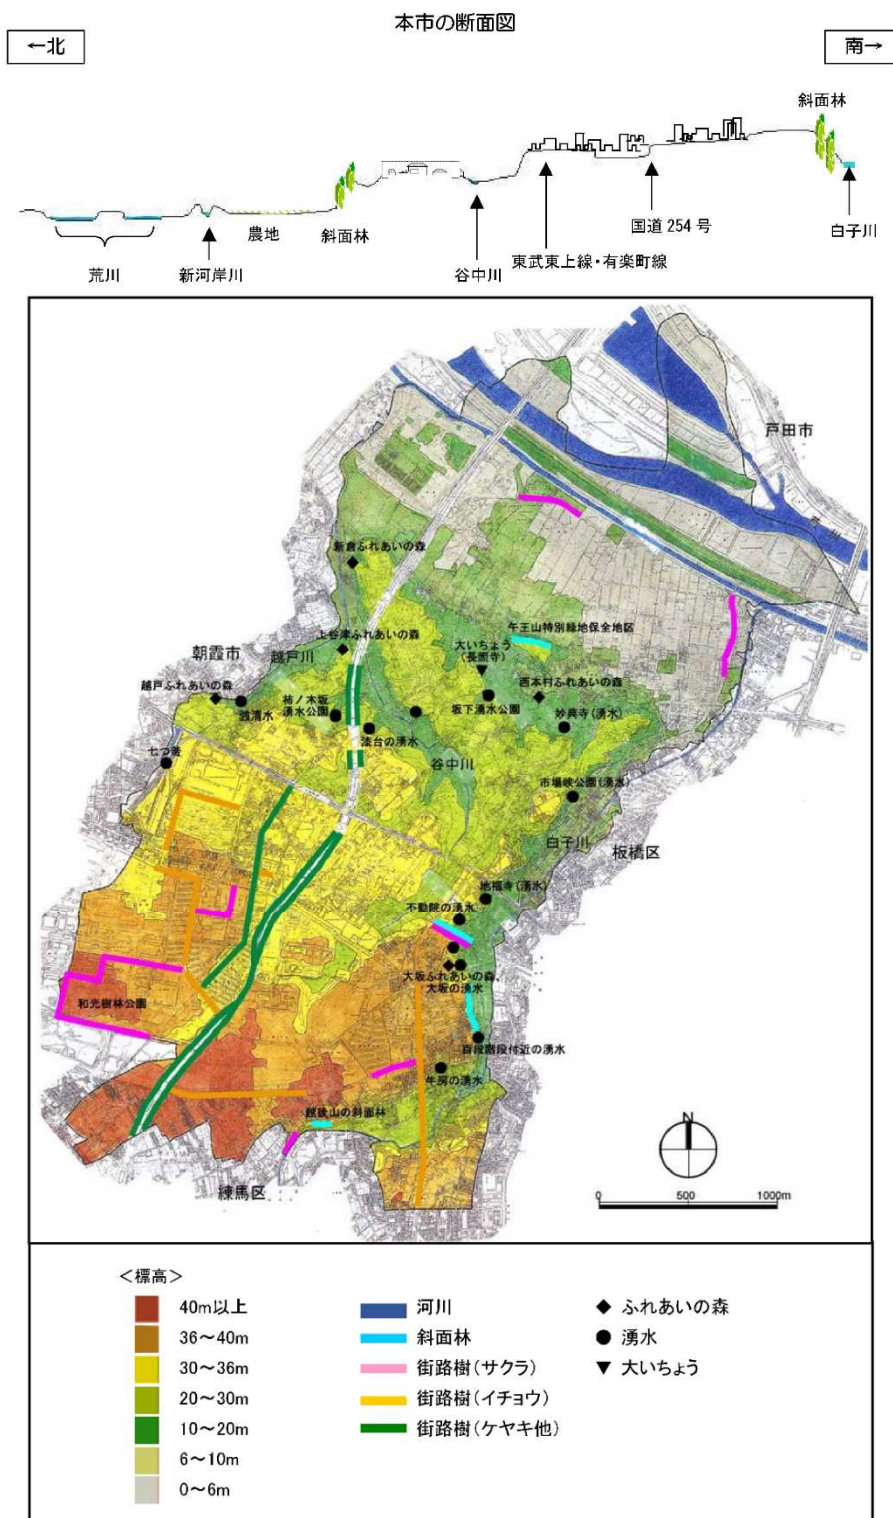 本市の断面図
←北
南→
斜面林
農地
斜面林
国道254号
白子川
荒川
新河岸川
谷中川
東武東上線・有楽町線
戸田市
荒川
新倉ふれあいの森
午王山特別緑地保全地区
上谷津ふれあいの森
大いちょう
(長照寺)
朝霞市
越戸川
越戸ふれあいの森
西本村ふれあいの森
柿ノ木坂
湧水公園
坂下湧水公園
妙典寺(湧水)
漆台の湧水
七つ釜
谷中川
市場峡公園(湧水)
白子川
板橋区
地福寺(湧水)
不動院の湧水
大坂ふれあいの森、
大坂の湧水
和光樹林公園
百段階段付近の湧水
牛房の湧水
越後山の斜面林
練馬区
N
0 500 1000m
<標高>
40m以上
36～40m
30～36m
20～30m
10～20m
6～10m
0～6m
河川
斜面林
街路樹(サクラ)
街路樹(イチョウ)
街路樹(ケヤキ他)
ふれあいの森
湧水
大いちょう